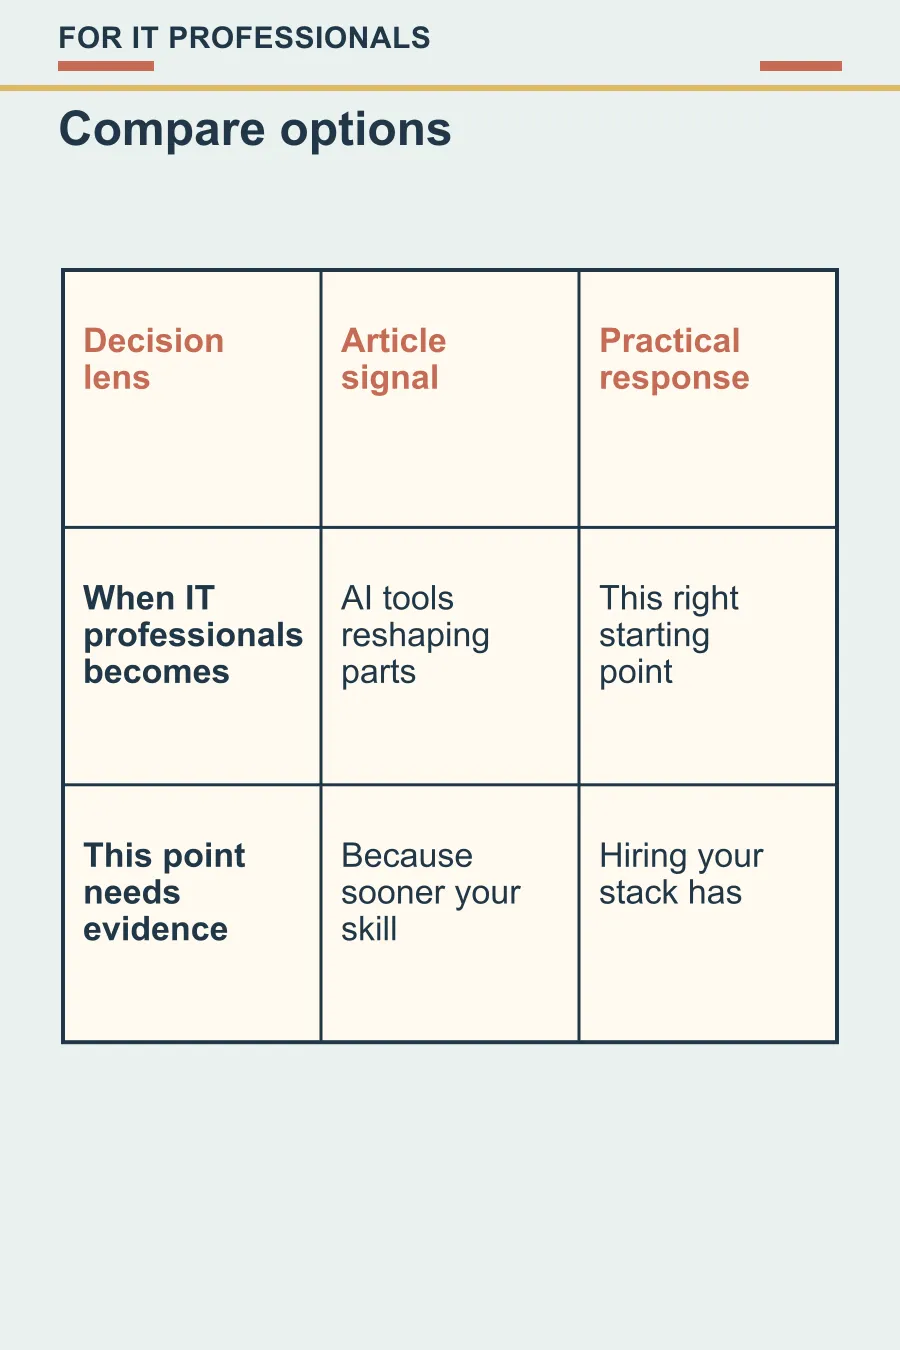 FOR IT PROFESSIONALS
Compare options
Decision
lens
Article
signal
Practical
response
When IT
professionals
becomes
AI tools
reshaping
parts
This right
starting
point
This point
needs
evidence
Because
sooner your
skill
Hiring your
stack has